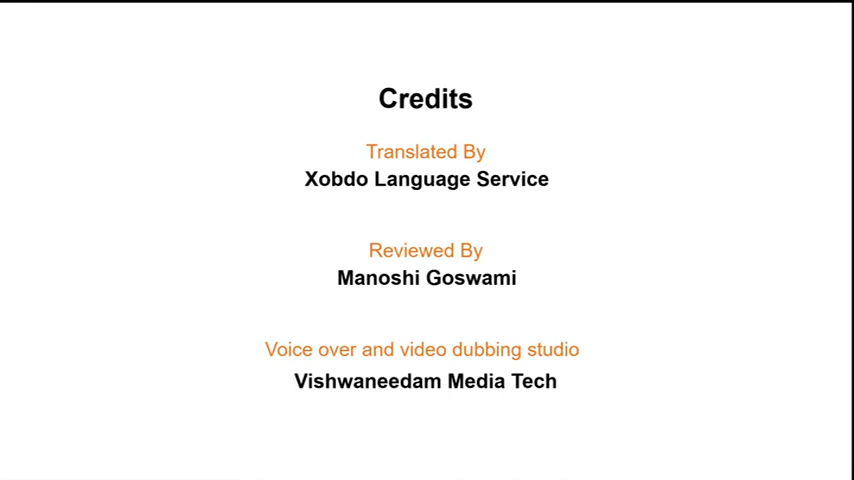 Credits
Translated By
Xobdo Language Service
Reviewed By
Manoshi Goswami
Voice over and video dubbing studio
Vishwaneedam Media Tech